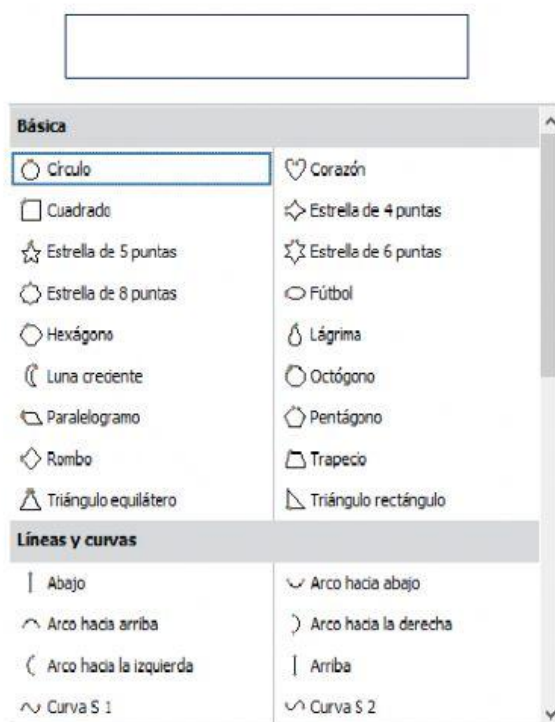 Básica
Círculo Corazón
Cuadrado Estrella de 4 puntas
Estrella de 5 puntas Estrella de 6 puntas
Estrella de 8 puntas Fútbol
Hexágono Lágrima
Luna creciente Octógono
Paralelogramo Pentágono
Rombo Trapecio
Triángulo equilátero Triángulo rectángulo
Líneas y curvas
Abajo Arco hacia abajo
Arco hacia arriba Arco hacia la derecha
Arco hacia la izquierda Arriba
Curva S 1 Curva S 2